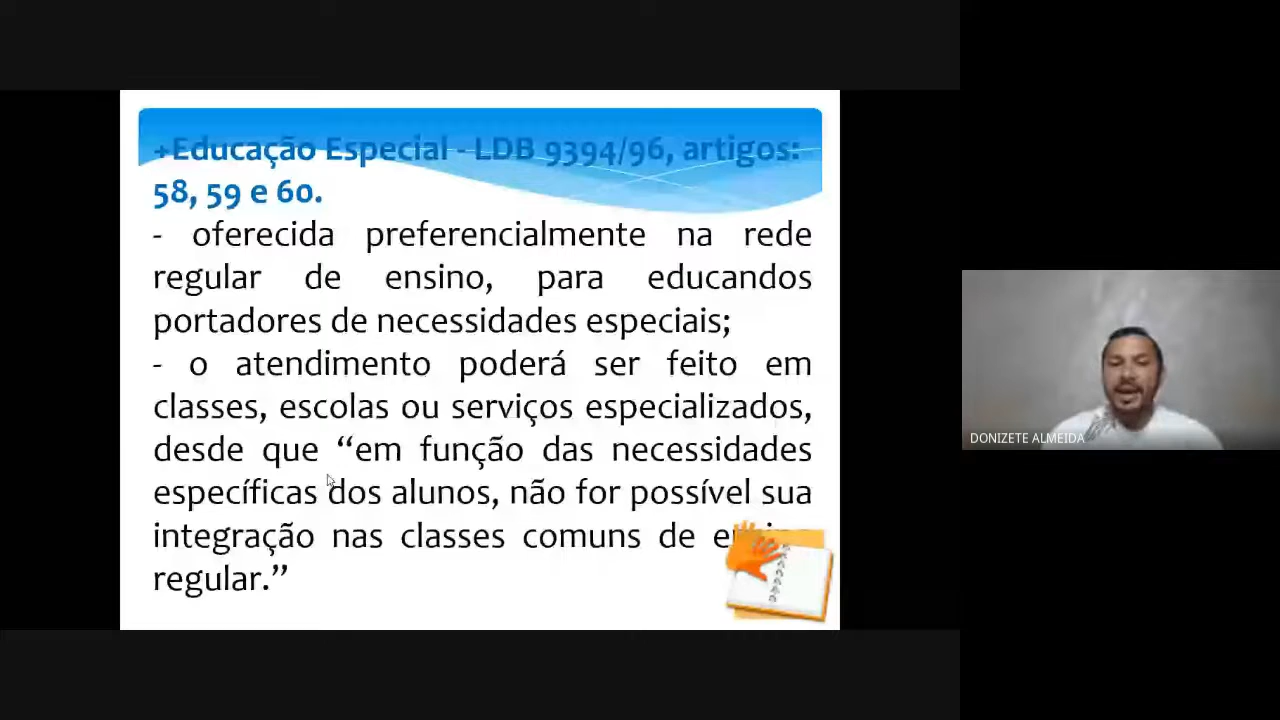 +Educação Especial - LDB 9394/96, artigos:
58, 59 e 60.
- oferecida preferencialmente na rede
regular de ensino, para educandos
portadores de necessidades especiais;
- o atendimento poderá ser feito em
classes, escolas ou serviços especializados,
desde que “em função das necessidades
específicas dos alunos, não for possível sua
integração nas classes comuns de
regular.”
DONIZETE ALMEIDA